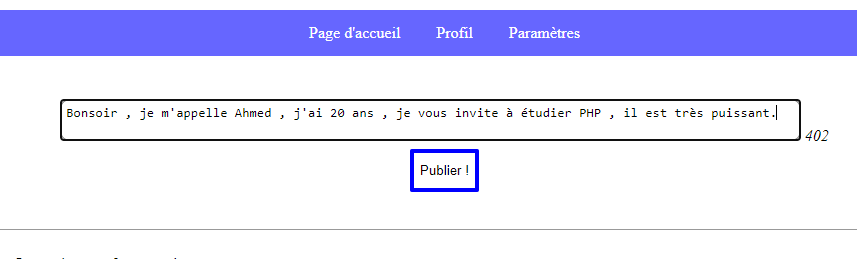 Page d'accueil Profil Paramètres
Bonsoir , je m'appelle Ahmed , j'ai 20 ans , je vous invite à étudier PHP , il est très puissant.
402
Publier !